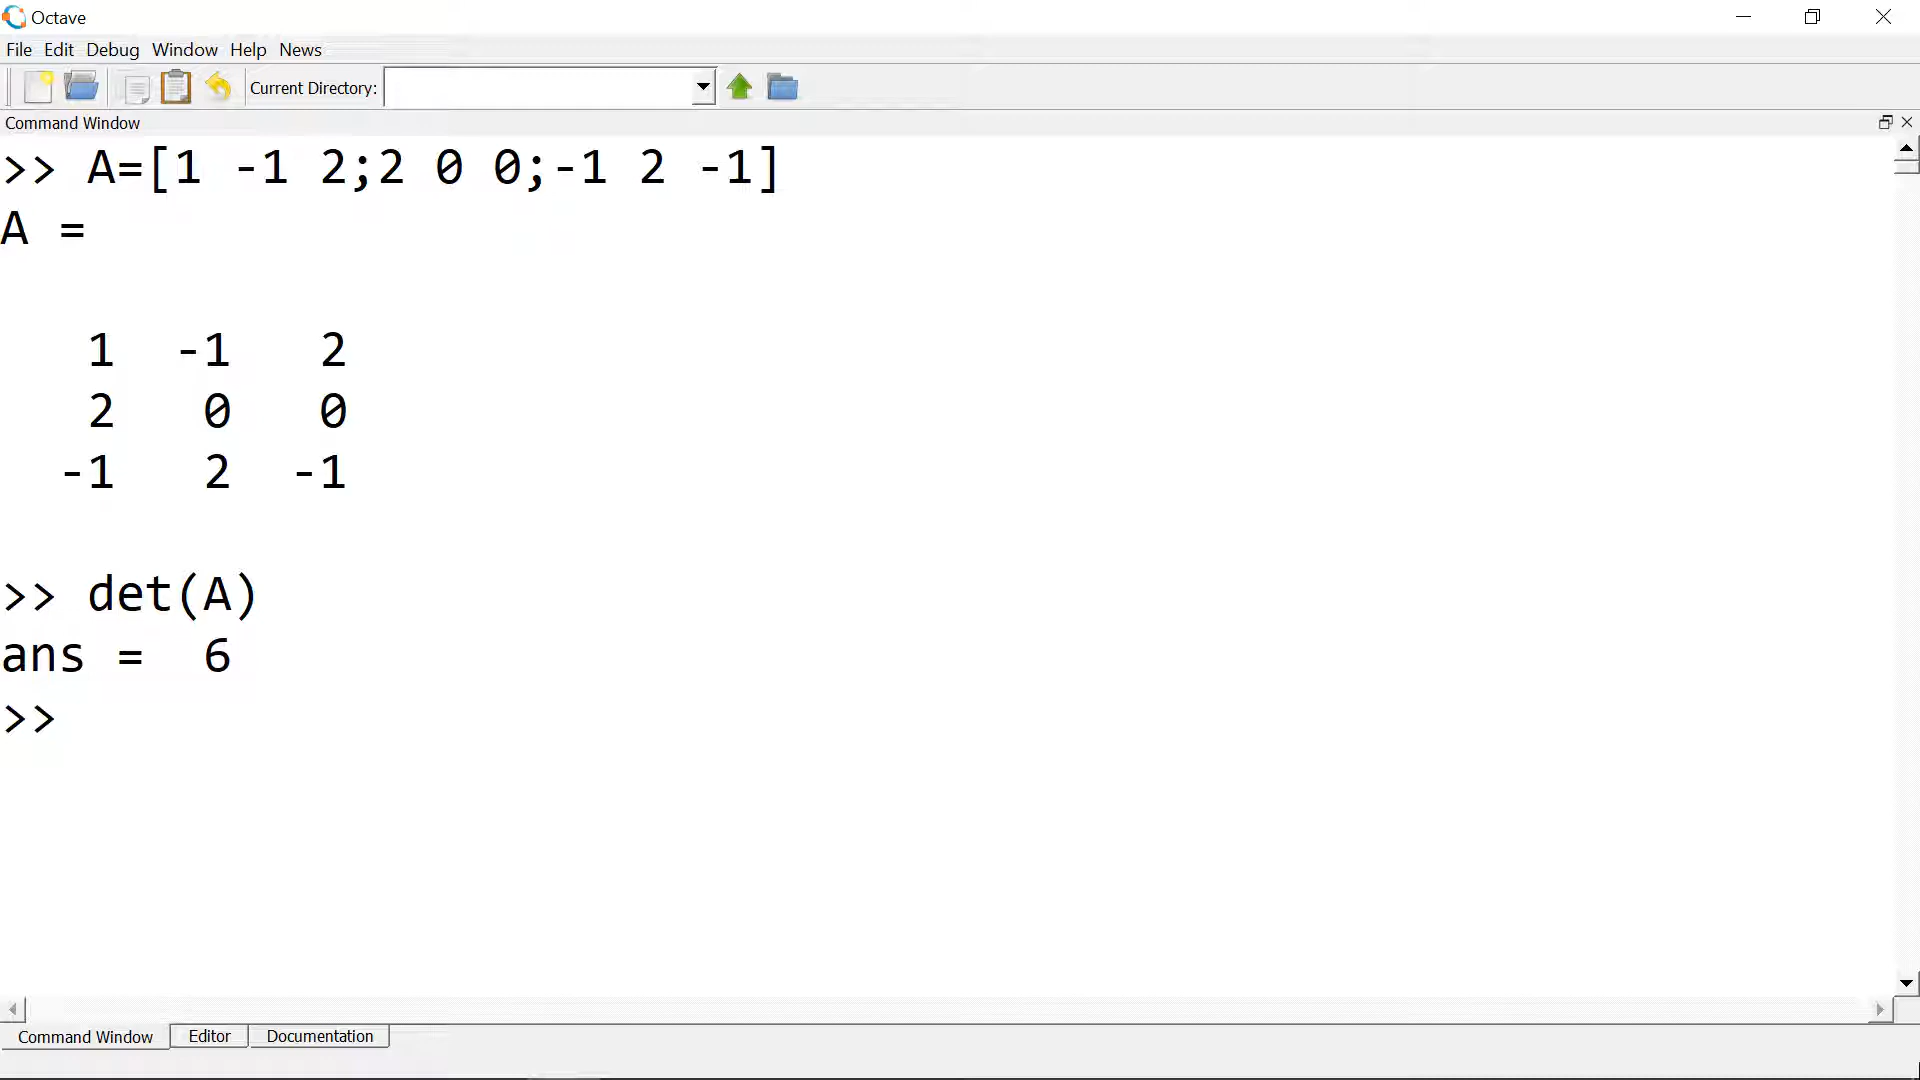 Octave
File Edit Debug Window Help News
Current Directory:
Command Window
>> A=[1 -1 2;2 0 0;-1 2 -1]
A =
1 -1 2
2 0 0
-1 2 -1
>> det(A)
ans = 6
>>
Command Window Editor Documentation